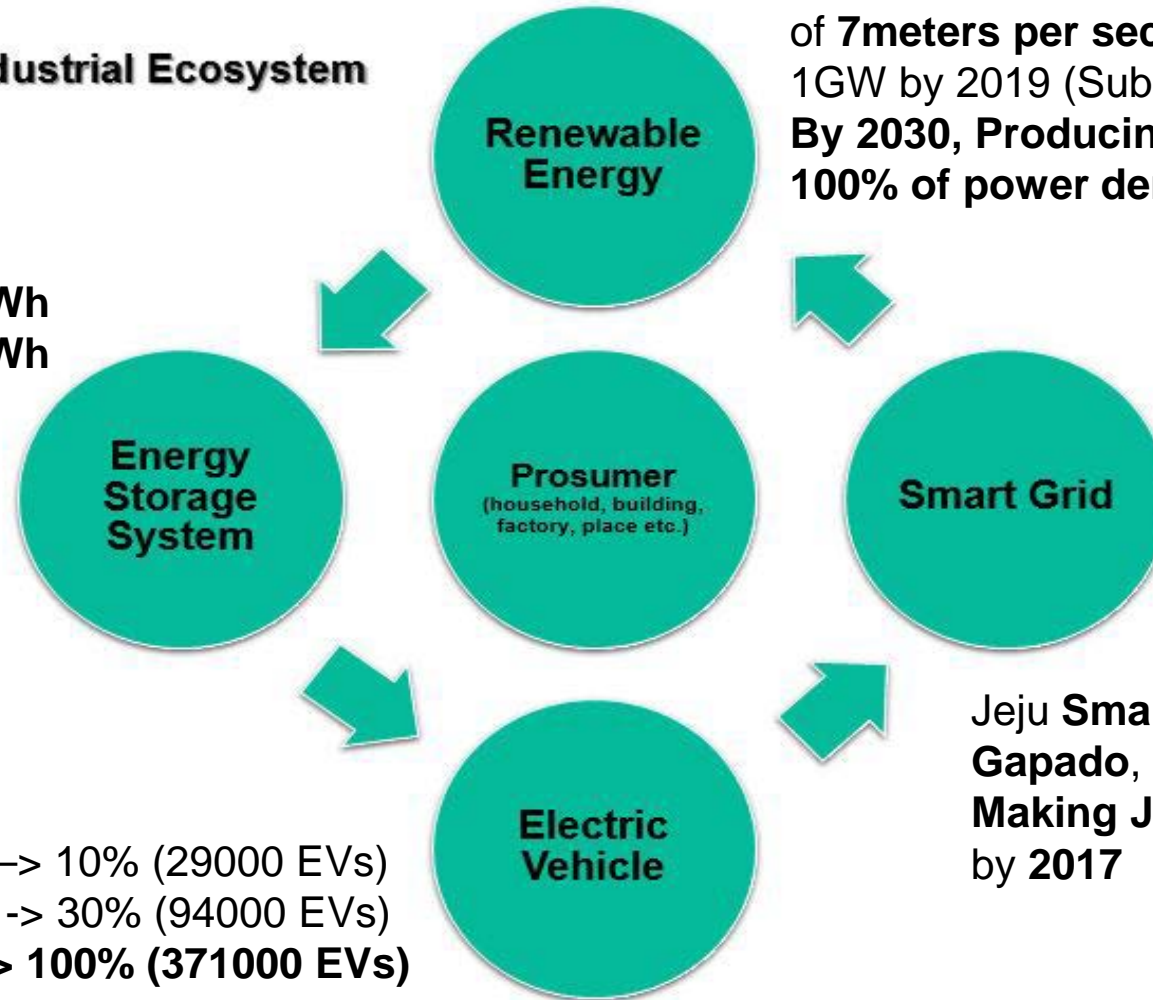 dustrial Ecosystem
of 7meters per sec
1GW by 2019 (Sub
By 2030, Producin
100% of power de
Renewable
Energy
Wh
Wh
Energy
Storage
System
Prosumer
(household, building,
factory, place etc.)
Smart Grid
Electric
Vehicle
Jeju Sma
Gapado,
Making J
by 2017
–> 10% (29000 EVs)
-> 30% (94000 EVs)
> 100% (371000 EVs)